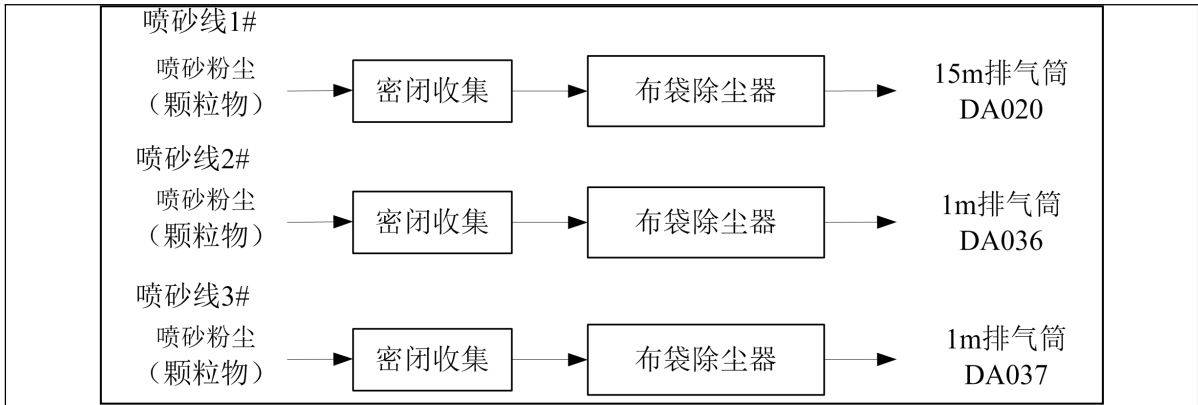 喷砂线1#
喷砂粉尘
（颗粒物）
密闭收集
布袋除尘器
15m排气筒
DA020
喷砂线2#
喷砂粉尘
（颗粒物）
密闭收集
布袋除尘器
1m排气筒
DA036
喷砂线3#
喷砂粉尘
（颗粒物）
密闭收集
布袋除尘器
1m排气筒
DA037